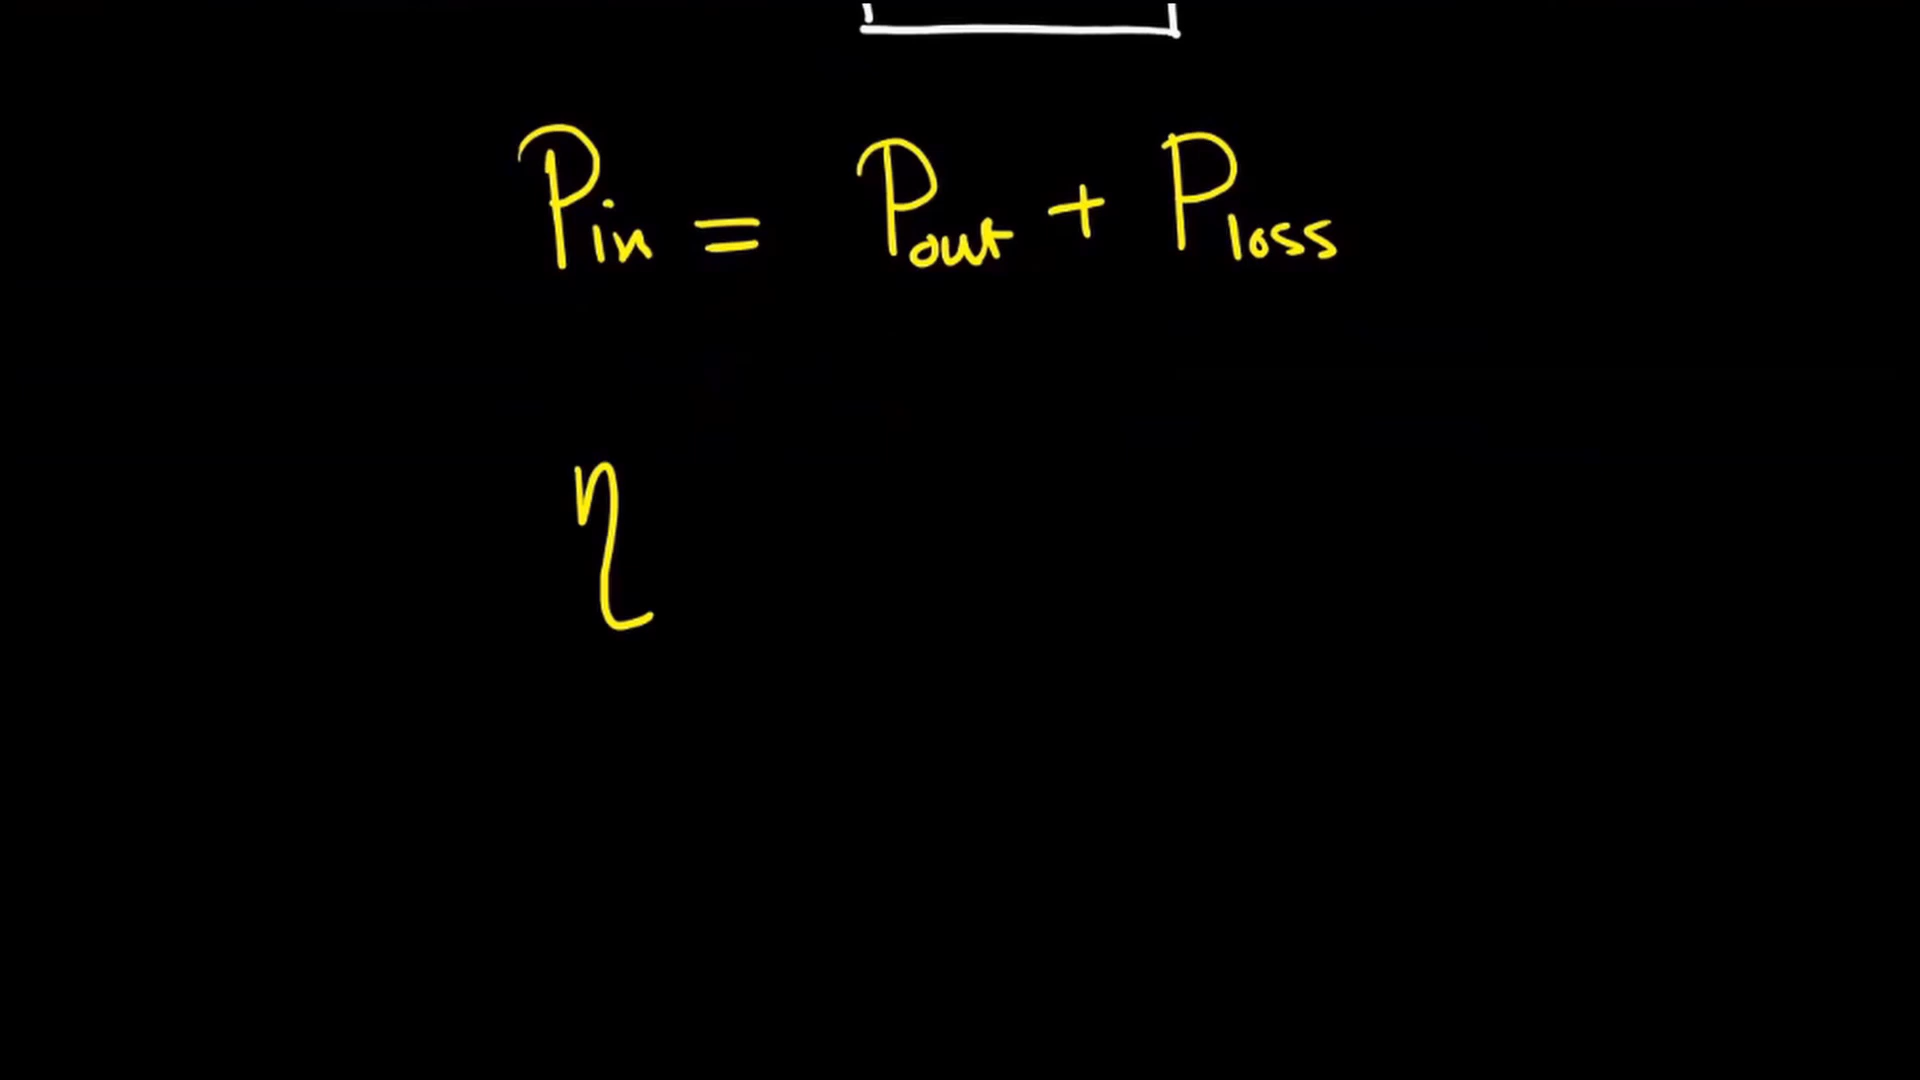 Pin = Pout + Ploss
η